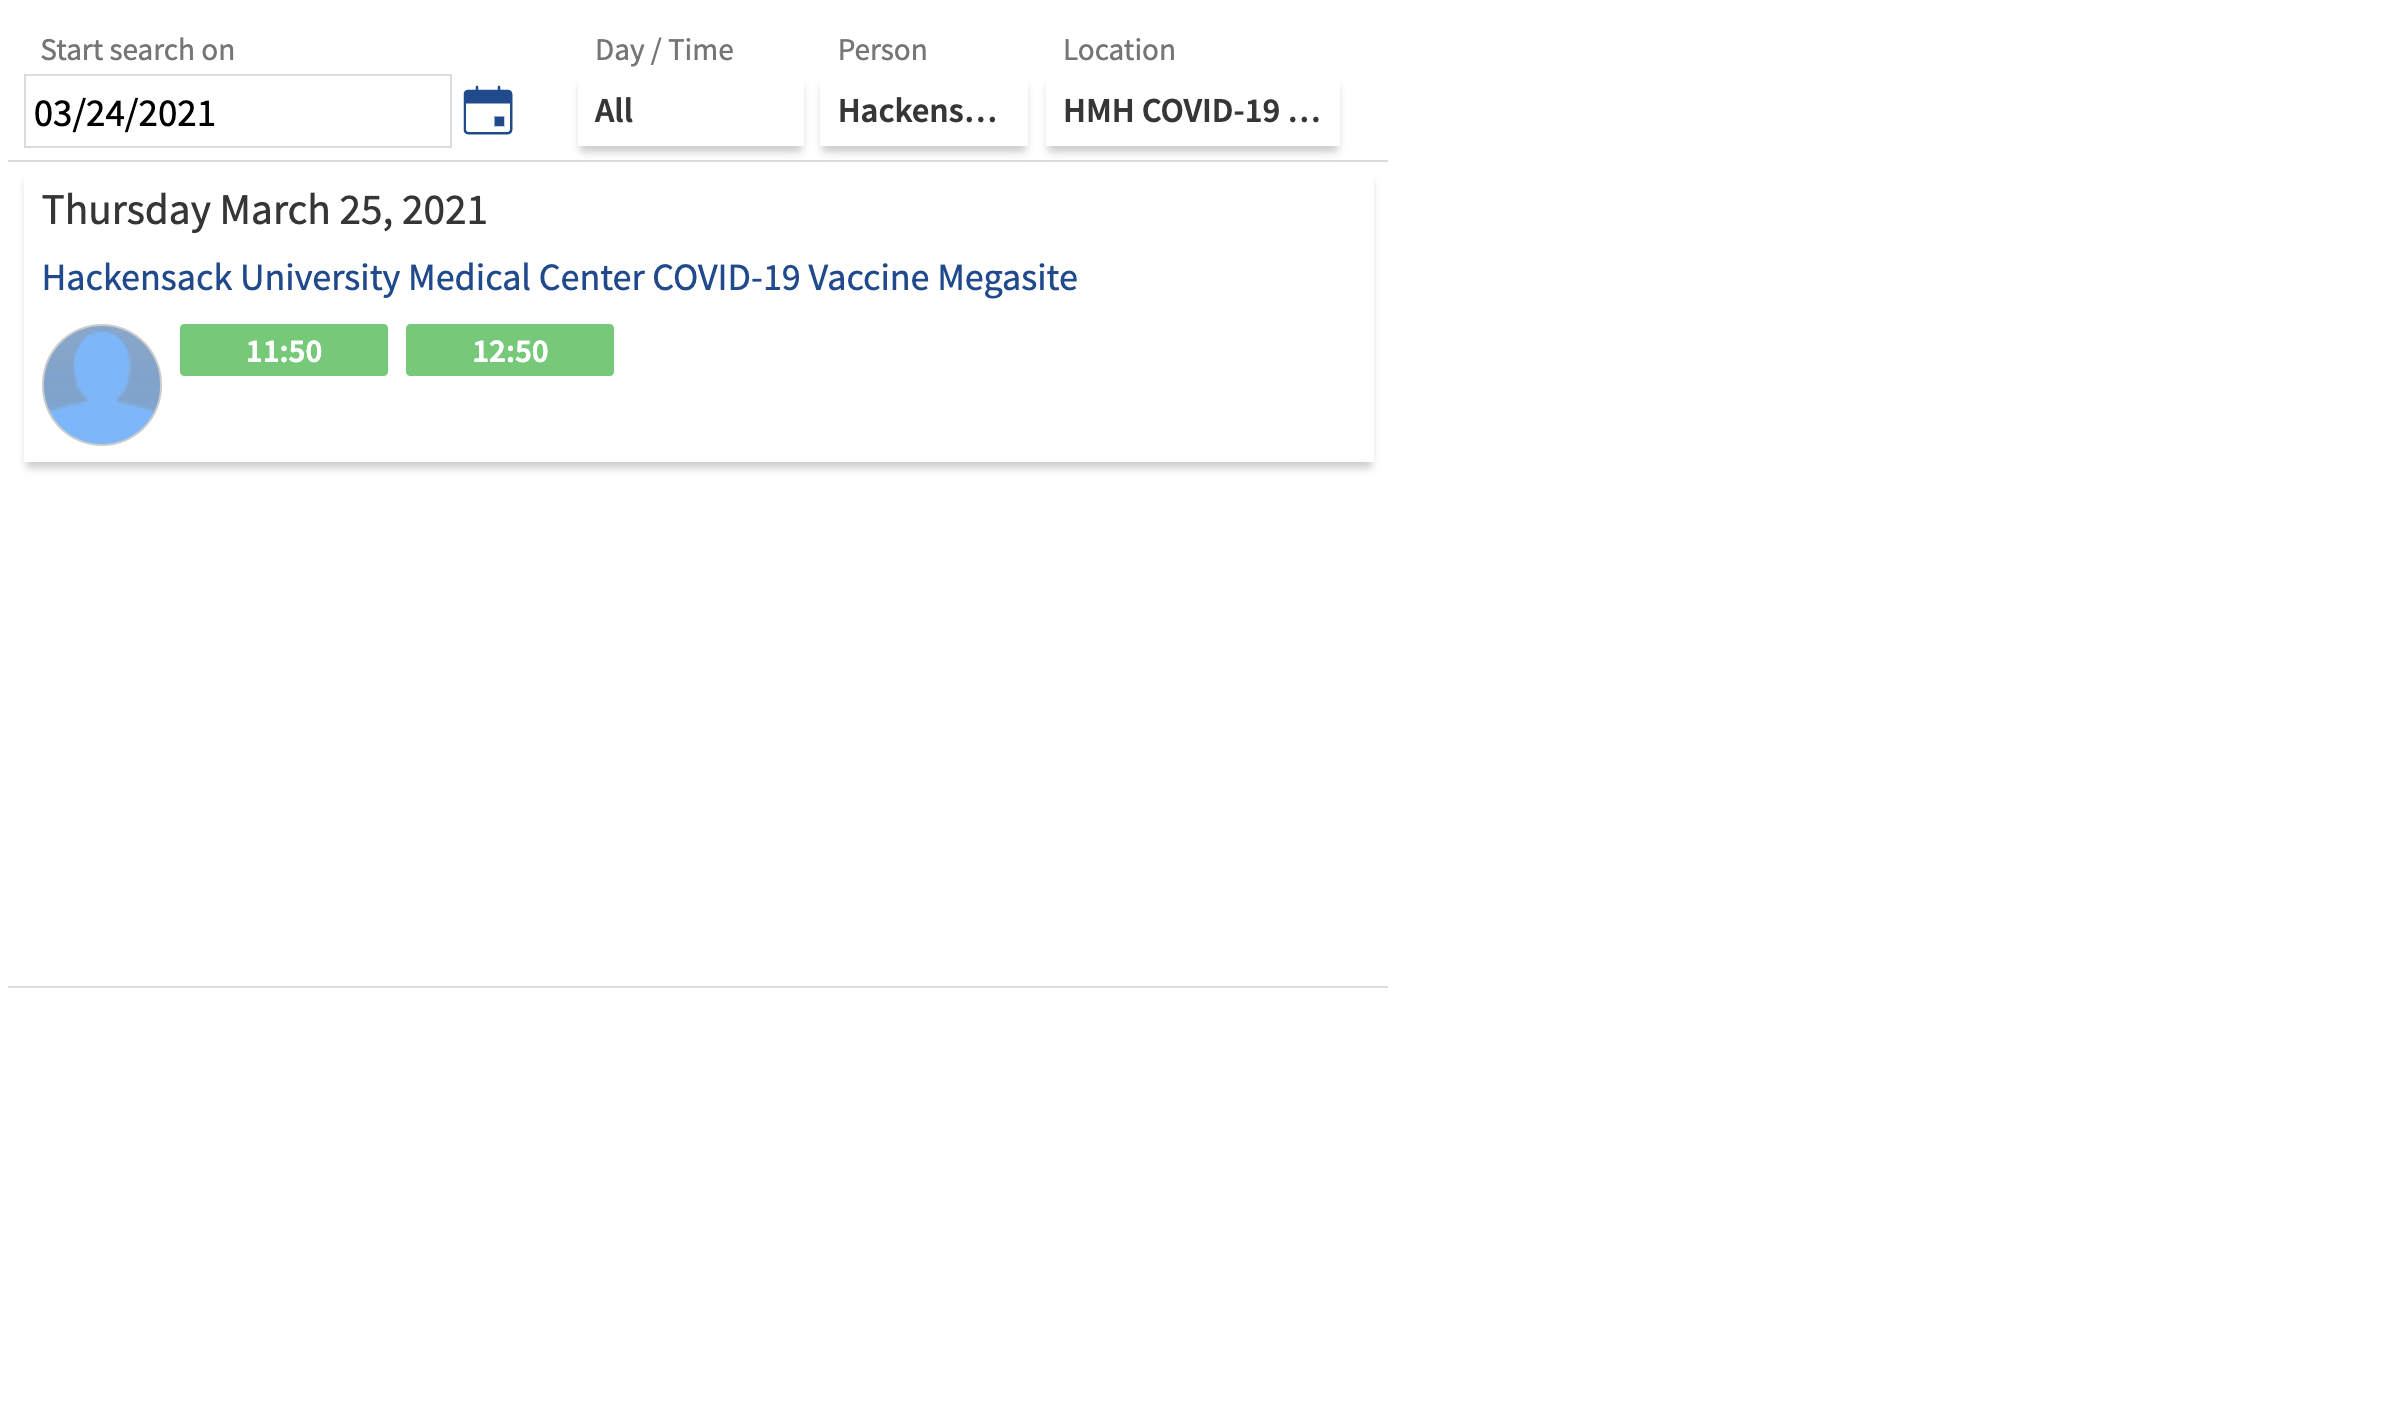 Start search on
Day / Time
Person
Location
03/24/2021
All
Hackens...
HMH COVID-19 ...
Thursday March 25, 2021
Hackensack University Medical Center COVID-19 Vaccine Megasite
11:50
12:50